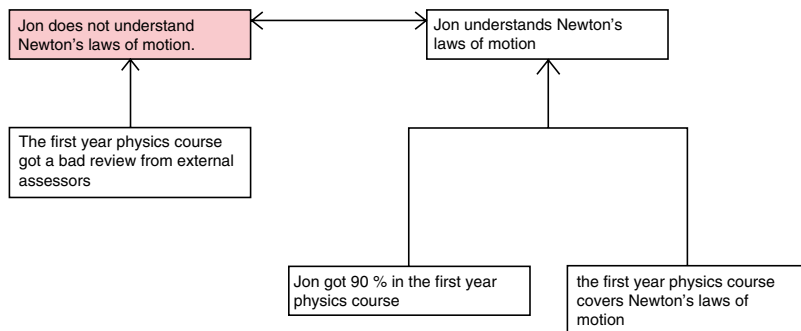 Jon does not understand
Newton’s laws of motion.
Jon understands Newton’s
laws of motion
The first year physics course
got a bad review from external
assessors
Jon got 90 % in the first year
physics course
the first year physics course
covers Newton’s laws of
motion